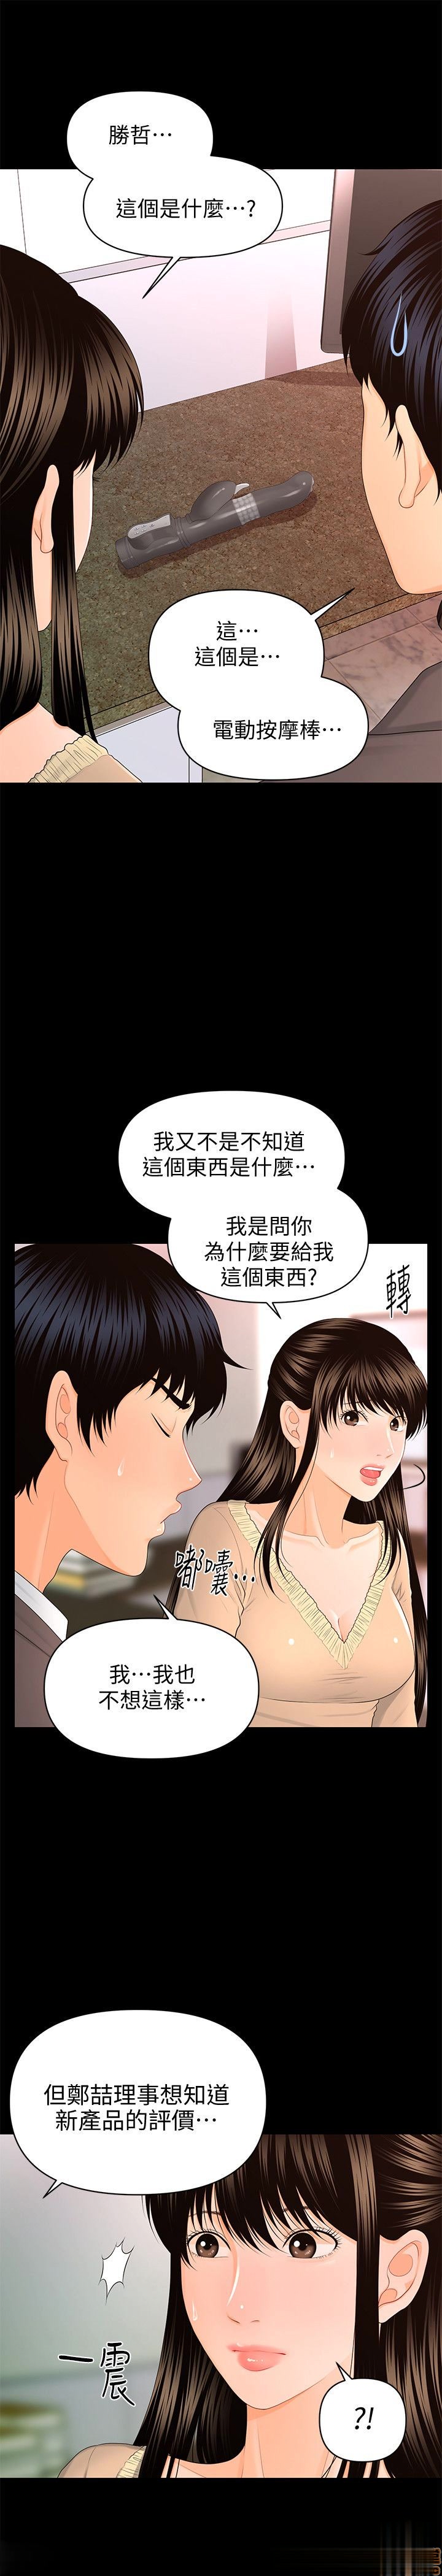 勝哲…
這個是什麼…?
這…
這個是…
電動按摩棒…
我又不是不知道
這個東西是什麼…
我是問你
為什麼要給我
這個東西?
轉
嘟囔…
我…我也
不想這樣…
但鄭喆理事想知道
新產品的評價…
一震
?!